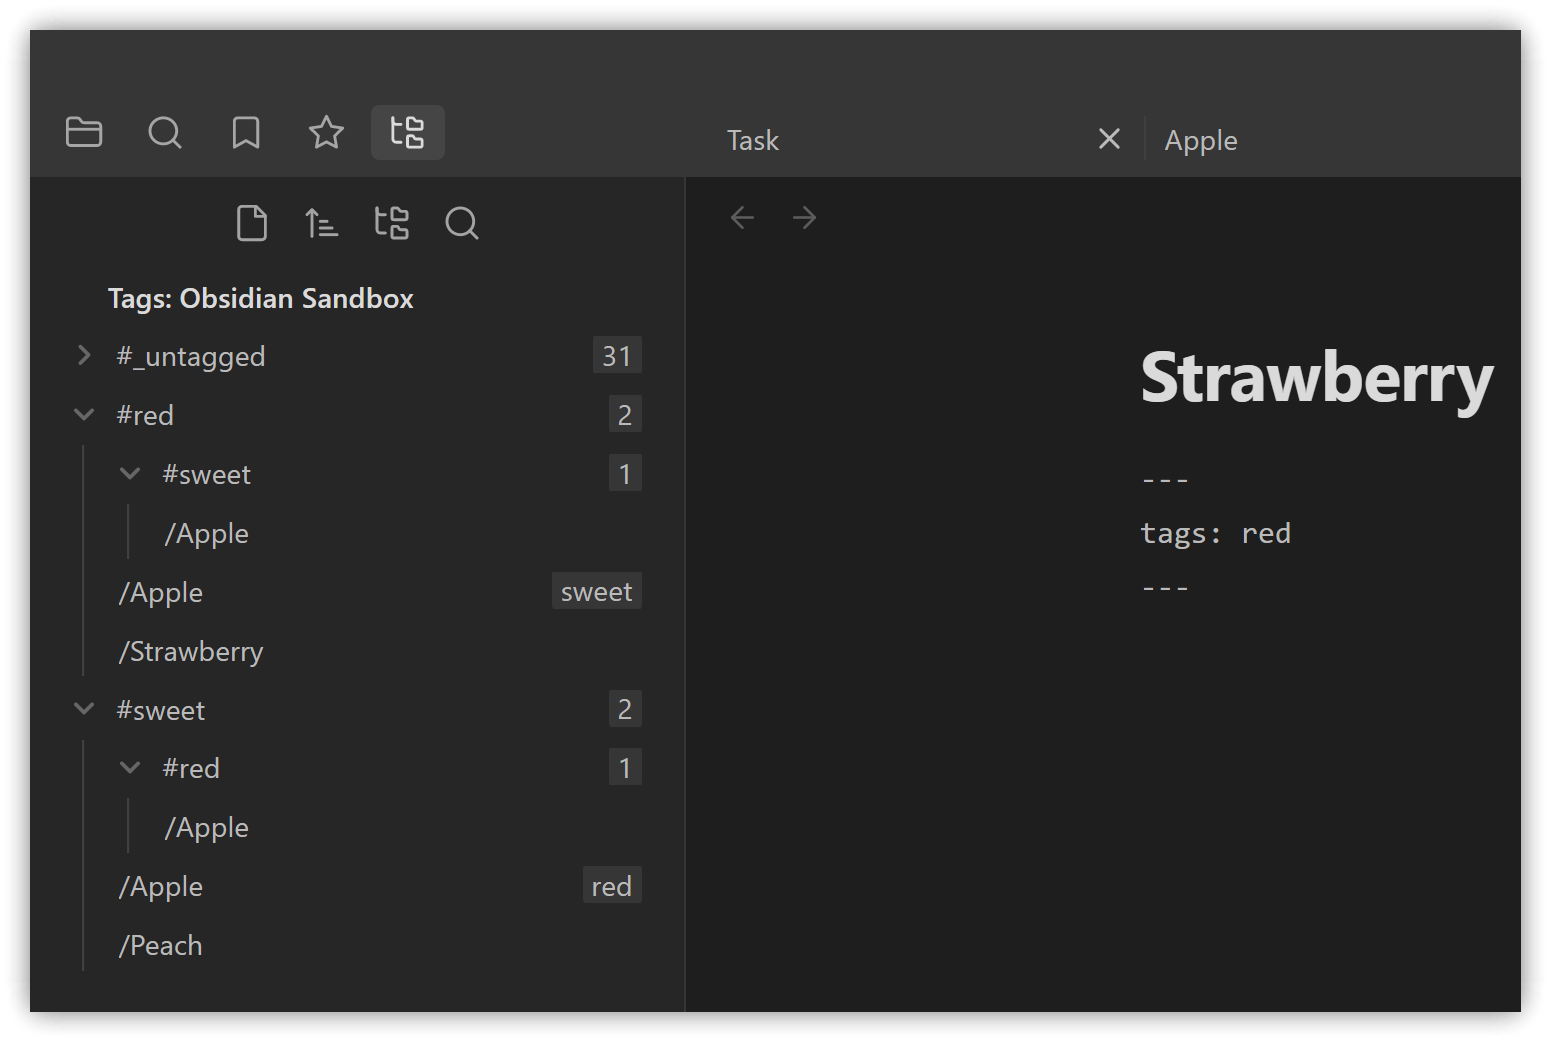 Task
Apple
Tags: Obsidian Sandbox
#_untagged 31
#red 2
#sweet 1
/Apple
/Apple sweet
/Strawberry
#sweet 2
#red 1
/Apple
/Apple red
/Peach
Strawberry
---
tags: red
---